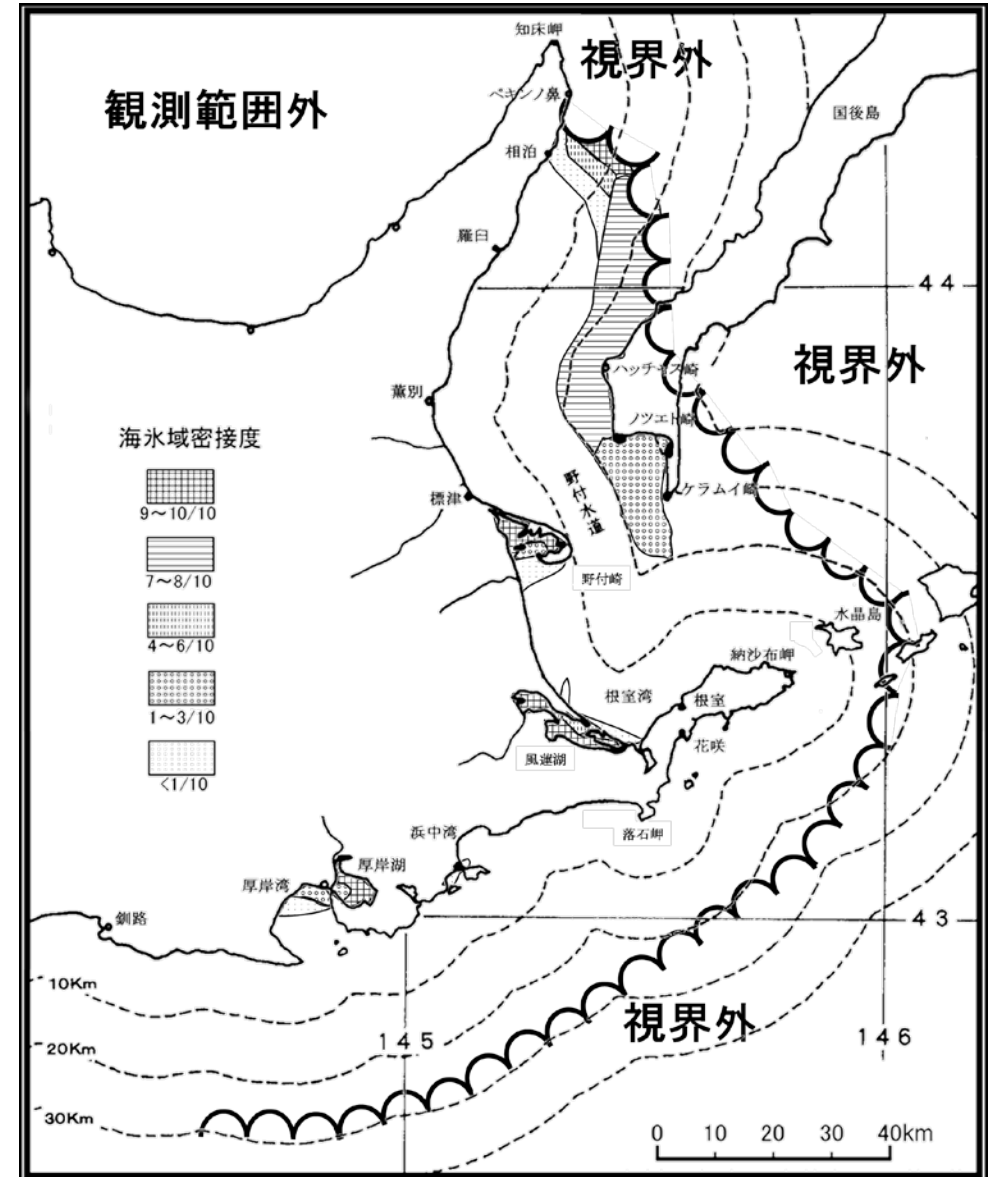 知床岬
視界外
ペキンノ鼻
観測範囲外
国後島
相泊
羅臼
44
ハッチャス崎
視界外
薫別
ノツエト崎
海氷域密接度
9～10/10
ケラムイ崎
標津
野付水道
7～8/10
野付崎
4～6/10
水晶島
納沙布岬
根室湾
根室
1～3/10
花咲
風蓮湖
<1/10
浜中湾
落石岬
厚岸湖
厚岸湾
釧路
43
10Km
視界外
145
146
20Km
30Km
0 10 20 30 40km